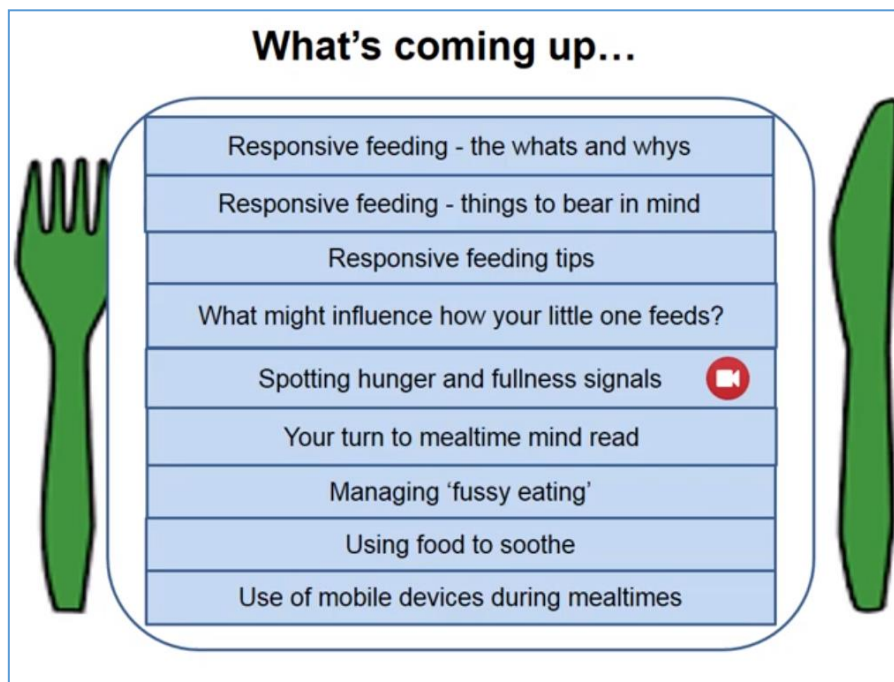 What’s coming up…
Responsive feeding - the whats and whys
Responsive feeding - things to bear in mind
Responsive feeding tips
What might influence how your little one feeds?
Spotting hunger and fullness signals
Your turn to mealtime mind read
Managing ‘fussy eating’
Using food to soothe
Use of mobile devices during mealtimes